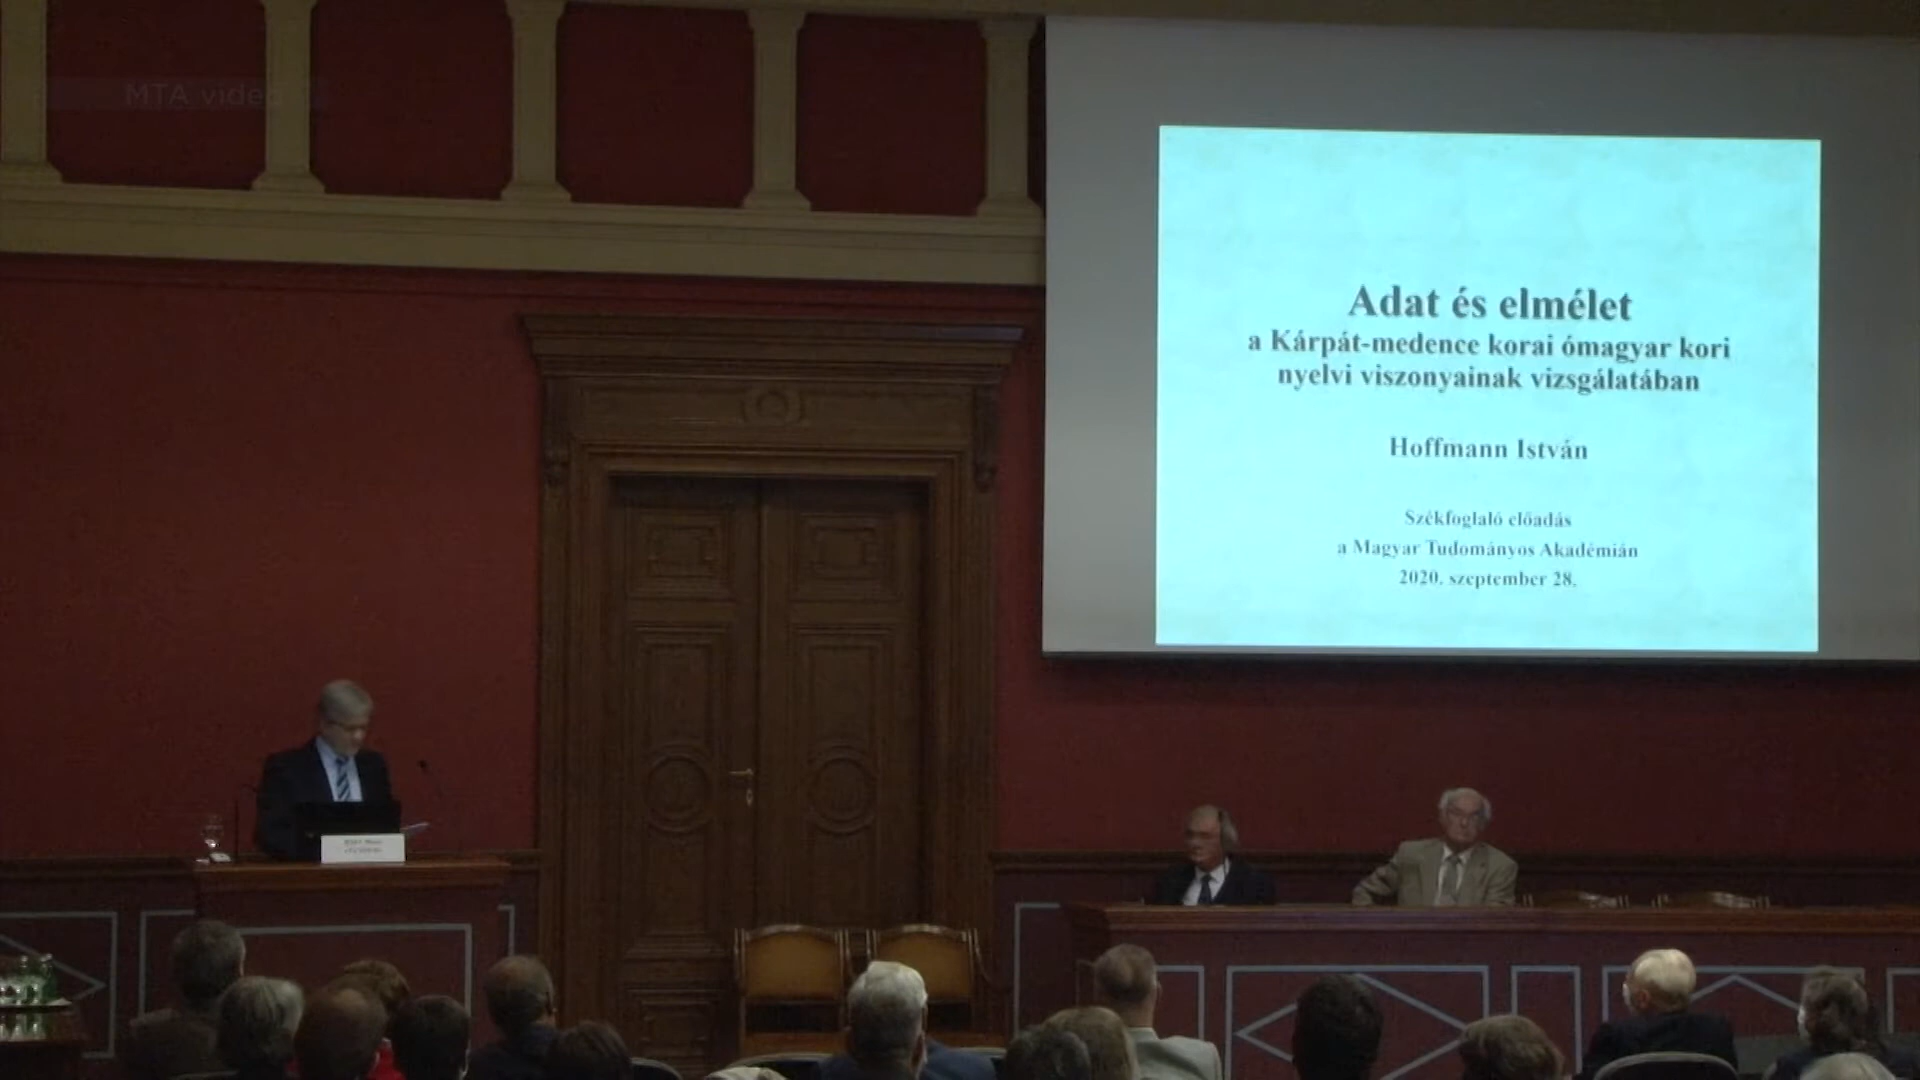 MTA video
Adat és elmélet
a Kárpát-medence korai ómagyar kori
nyelvi viszonyainak vizsgálatában
Hoffmann István
Székfoglaló előadás
a Magyar Tudományos Akadémián
2020. szeptember 28.